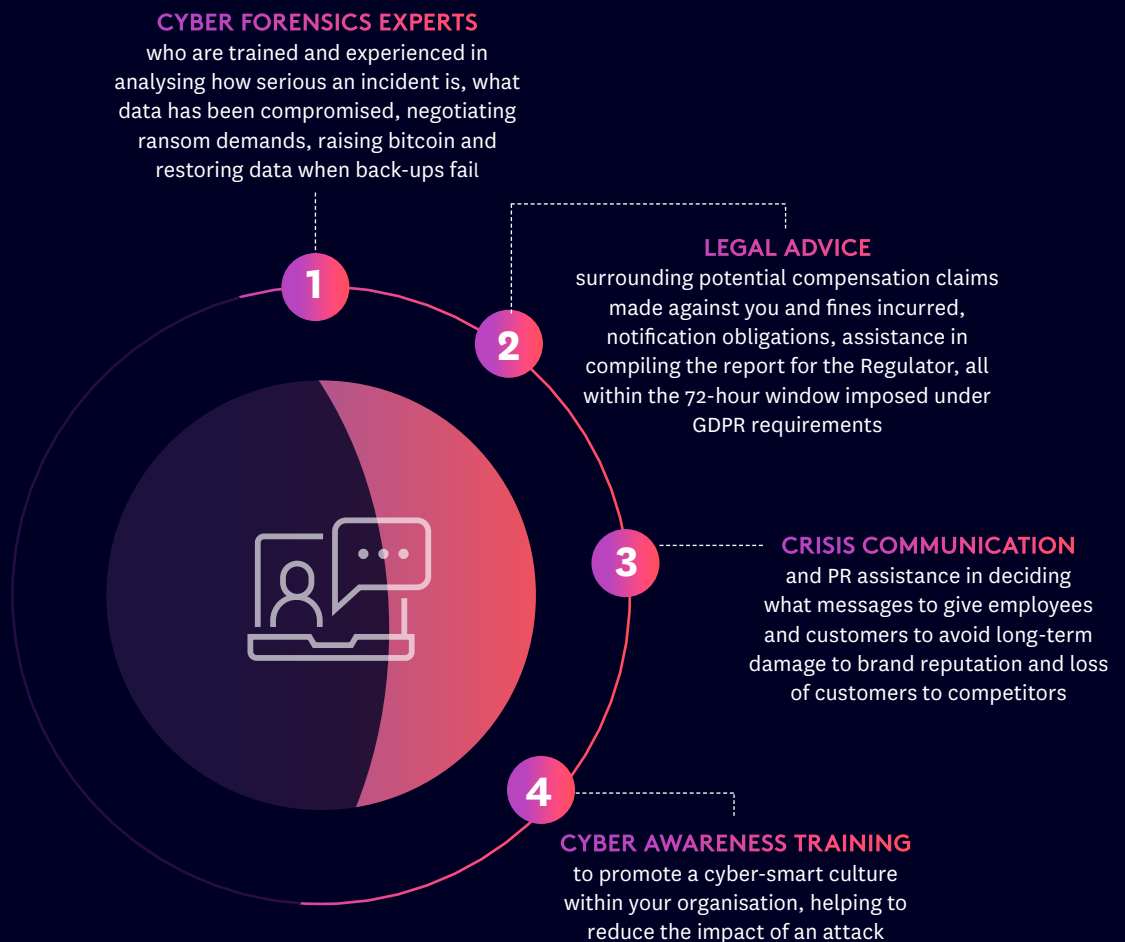 CYBER FORENSICS EXPERTS
who are trained and experienced in
analysing how serious an incident is, what
data has been compromised, negotiating
ransom demands, raising bitcoin and
restoring data when back-ups fail
1
2
LEGAL ADVICE
surrounding potential compensation claims
made against you and fines incurred,
notification obligations, assistance in
compiling the report for the Regulator, all
within the 72-hour window imposed under
GDPR requirements
3
CRISIS COMMUNICATION
and PR assistance in deciding
what messages to give employees
and customers to avoid long-term
damage to brand reputation and loss
of customers to competitors
4
CYBER AWARENESS TRAINING
to promote a cyber-smart culture
within your organisation, helping to
reduce the impact of an attack